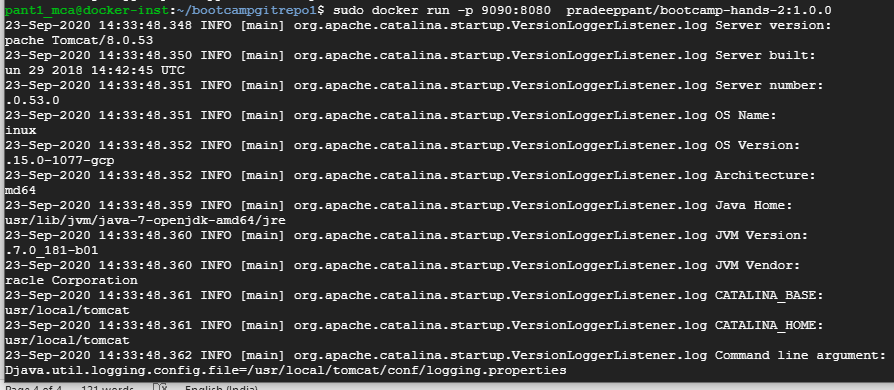 pant1_mca@docker-inst:~/bootcampgitrepo1$ sudo docker run -p 9090:8080  pradeeppant/bootcamp-hands-2:1.0.0
23-Sep-2020 14:33:48.348 INFO [main] org.apache.catalina.startup.VersionLoggerListener.log Server version:
pache Tomcat/8.0.53
23-Sep-2020 14:33:48.350 INFO [main] org.apache.catalina.startup.VersionLoggerListener.log Server built:
un 29 2018 14:42:45 UTC
23-Sep-2020 14:33:48.351 INFO [main] org.apache.catalina.startup.VersionLoggerListener.log Server number:
.0.53.0
23-Sep-2020 14:33:48.351 INFO [main] org.apache.catalina.startup.VersionLoggerListener.log OS Name:
inux
23-Sep-2020 14:33:48.352 INFO [main] org.apache.catalina.startup.VersionLoggerListener.log OS Version:
.15.0-1077-gcp
23-Sep-2020 14:33:48.352 INFO [main] org.apache.catalina.startup.VersionLoggerListener.log Architecture:
md64
23-Sep-2020 14:33:48.359 INFO [main] org.apache.catalina.startup.VersionLoggerListener.log Java Home:
usr/lib/jvm/java-7-openjdk-amd64/jre
23-Sep-2020 14:33:48.360 INFO [main] org.apache.catalina.startup.VersionLoggerListener.log JVM Version:
.7.0_181-b01
23-Sep-2020 14:33:48.360 INFO [main] org.apache.catalina.startup.VersionLoggerListener.log JVM Vendor:
racle Corporation
23-Sep-2020 14:33:48.361 INFO [main] org.apache.catalina.startup.VersionLoggerListener.log CATALINA_BASE:
usr/local/tomcat
23-Sep-2020 14:33:48.361 INFO [main] org.apache.catalina.startup.VersionLoggerListener.log CATALINA_HOME:
usr/local/tomcat
23-Sep-2020 14:33:48.362 INFO [main] org.apache.catalina.startup.VersionLoggerListener.log Command line argument:
Djava.util.logging.config.file=/usr/local/tomcat/conf/logging.properties
Page 4 of 4 121 words English (India)